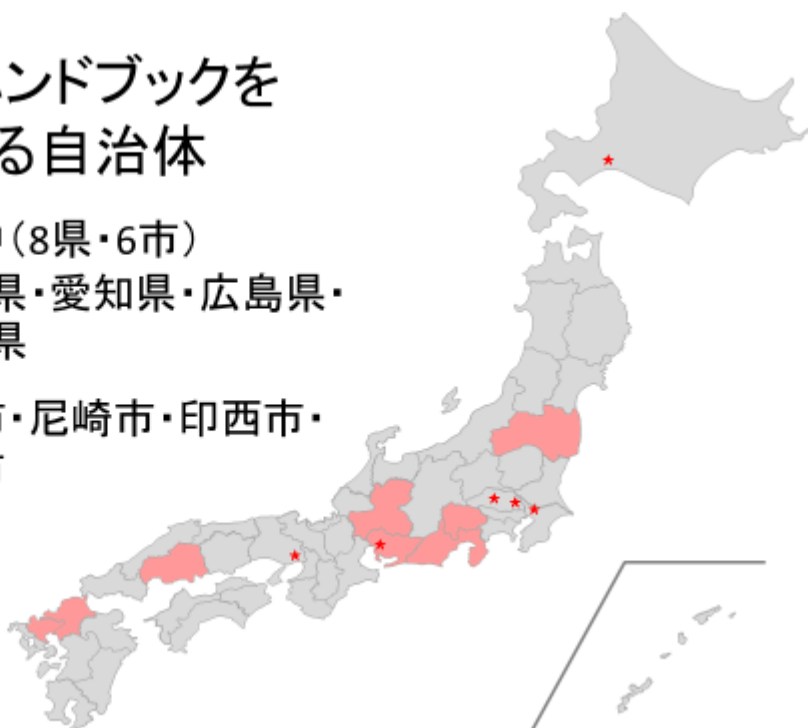 ンドブックを
る自治体
（8県・6市）
県・愛知県・広島県・
県
・尼崎市・印西市・